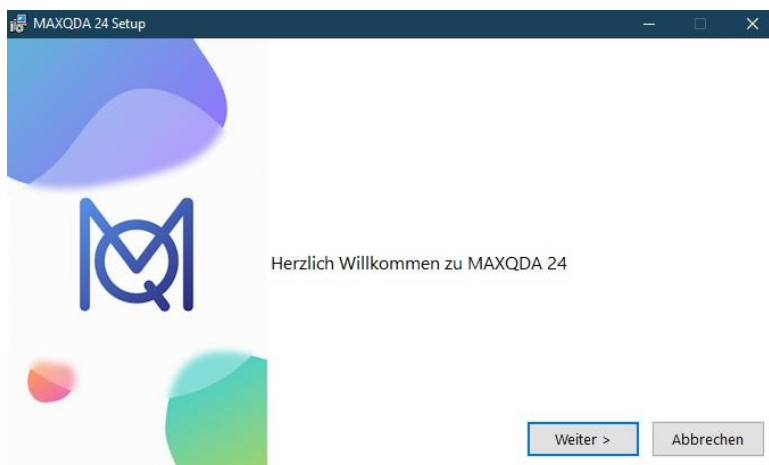 MAXQDA 24 Setup
Herzlich Willkommen zu MAXQDA 24
Weiter >
Abbrechen